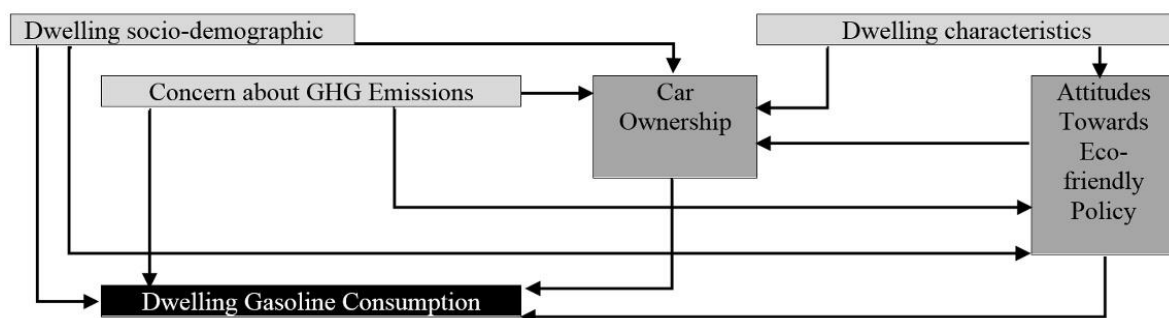 Dwelling socio-demographic
Dwelling characteristics
Concern about GHG Emissions
Car
Ownership
Attitudes
Towards
Eco-
friendly
Policy
Dwelling Gasoline Consumption